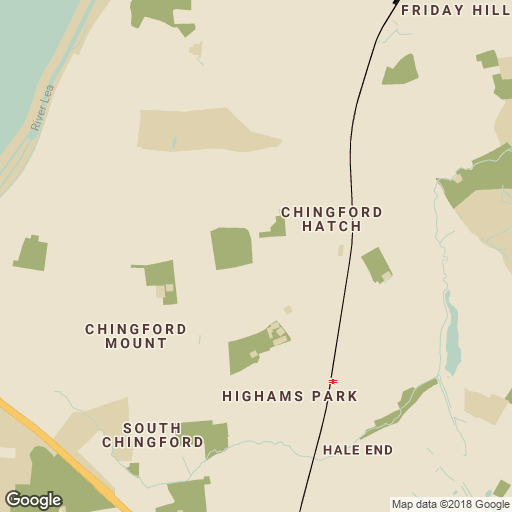 FRIDAY HILL
River Lea
CHINGFORD
HATCH
CHINGFORD
MOUNT
HIGHAMS PARK
SOUTH
CHINGFORD
HALE END
Google
Map data ©2018 Google